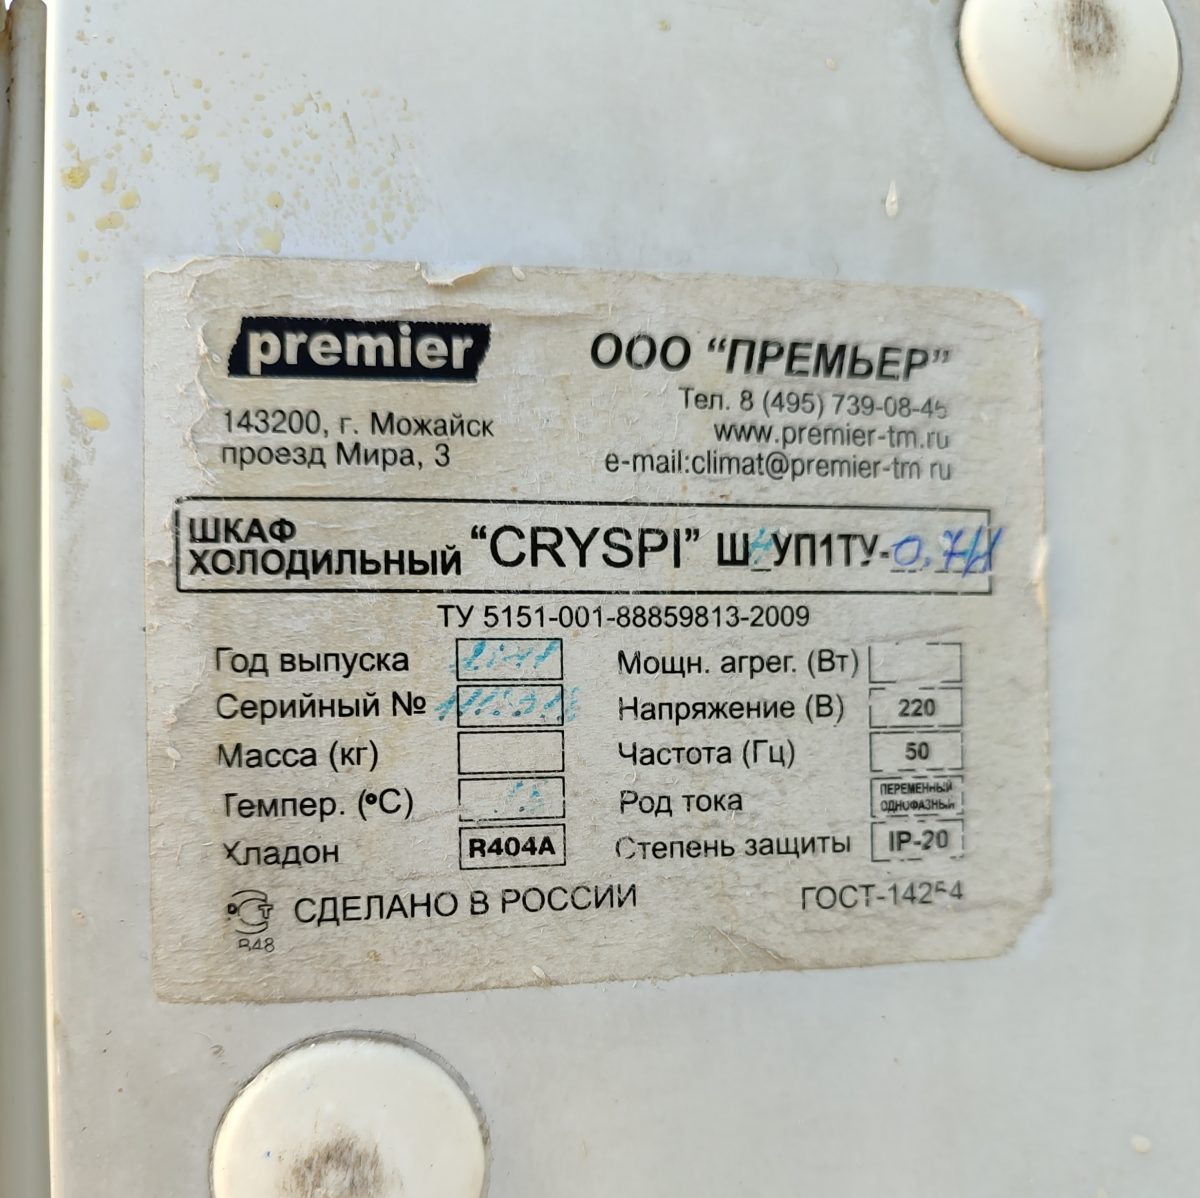 premier
ООО “ПРЕМЬЕР”
Тел. 8 (495) 739-08-45
143200, г. Можайск
www.premier-tm.ru
проезд Мира, 3
e-mail:climat@premier-tm ru
ШКАФ
ХОЛОДИЛЬНЫЙ “CRYSPI” Ш_УП1ТУ-0,7
ТУ 5151-001-88859813-2009
Год выпуска
Мощн. агрег. (Вт)
Серийный №
Напряжение (В) 220
Масса (кг)
Частота (Гц) 50
Темпер. (°C)
Род тока ПЕРЕМЕННЫЙ
ОДНОФАЗНЫЙ
Хладон R404A
Степень защиты IP-20
СДЕЛАНО В РОССИИ
ГОСТ-14254